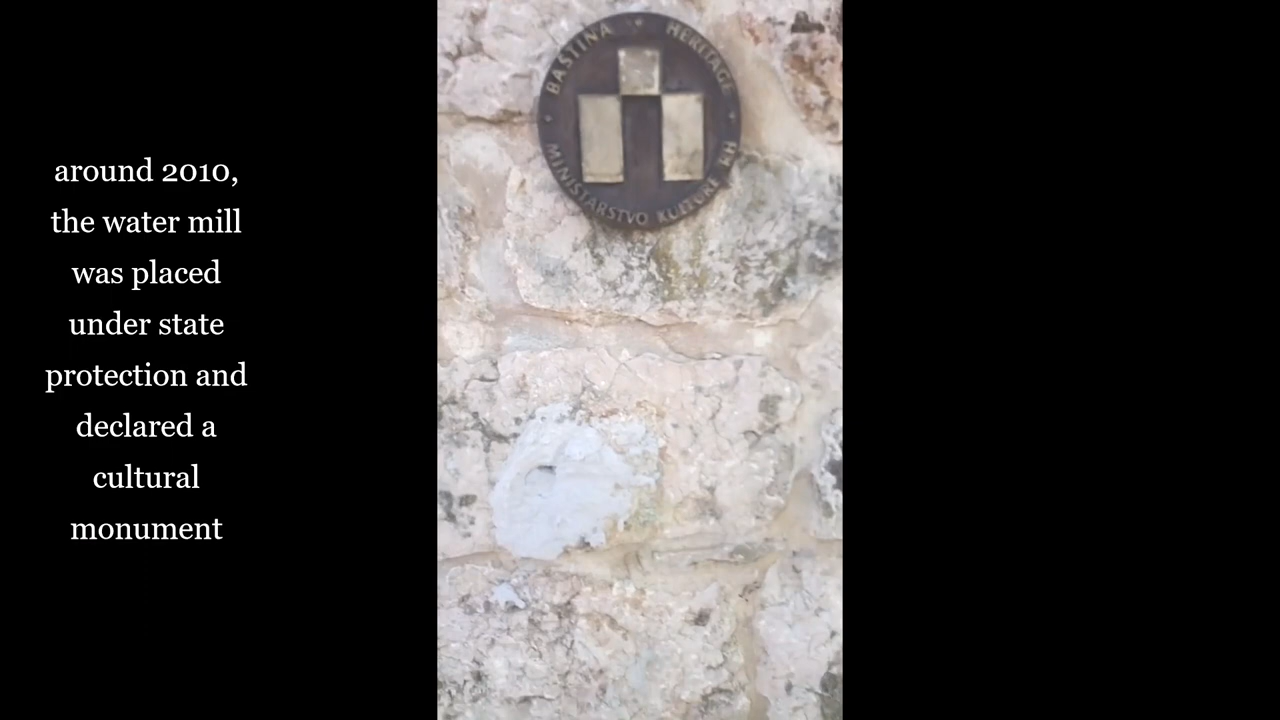 around 2010,
the water mill
was placed
under state
protection and
declared a
cultural
monument
BAŠTINA HERITAGE
MINISTARSTVO KULTURE RH